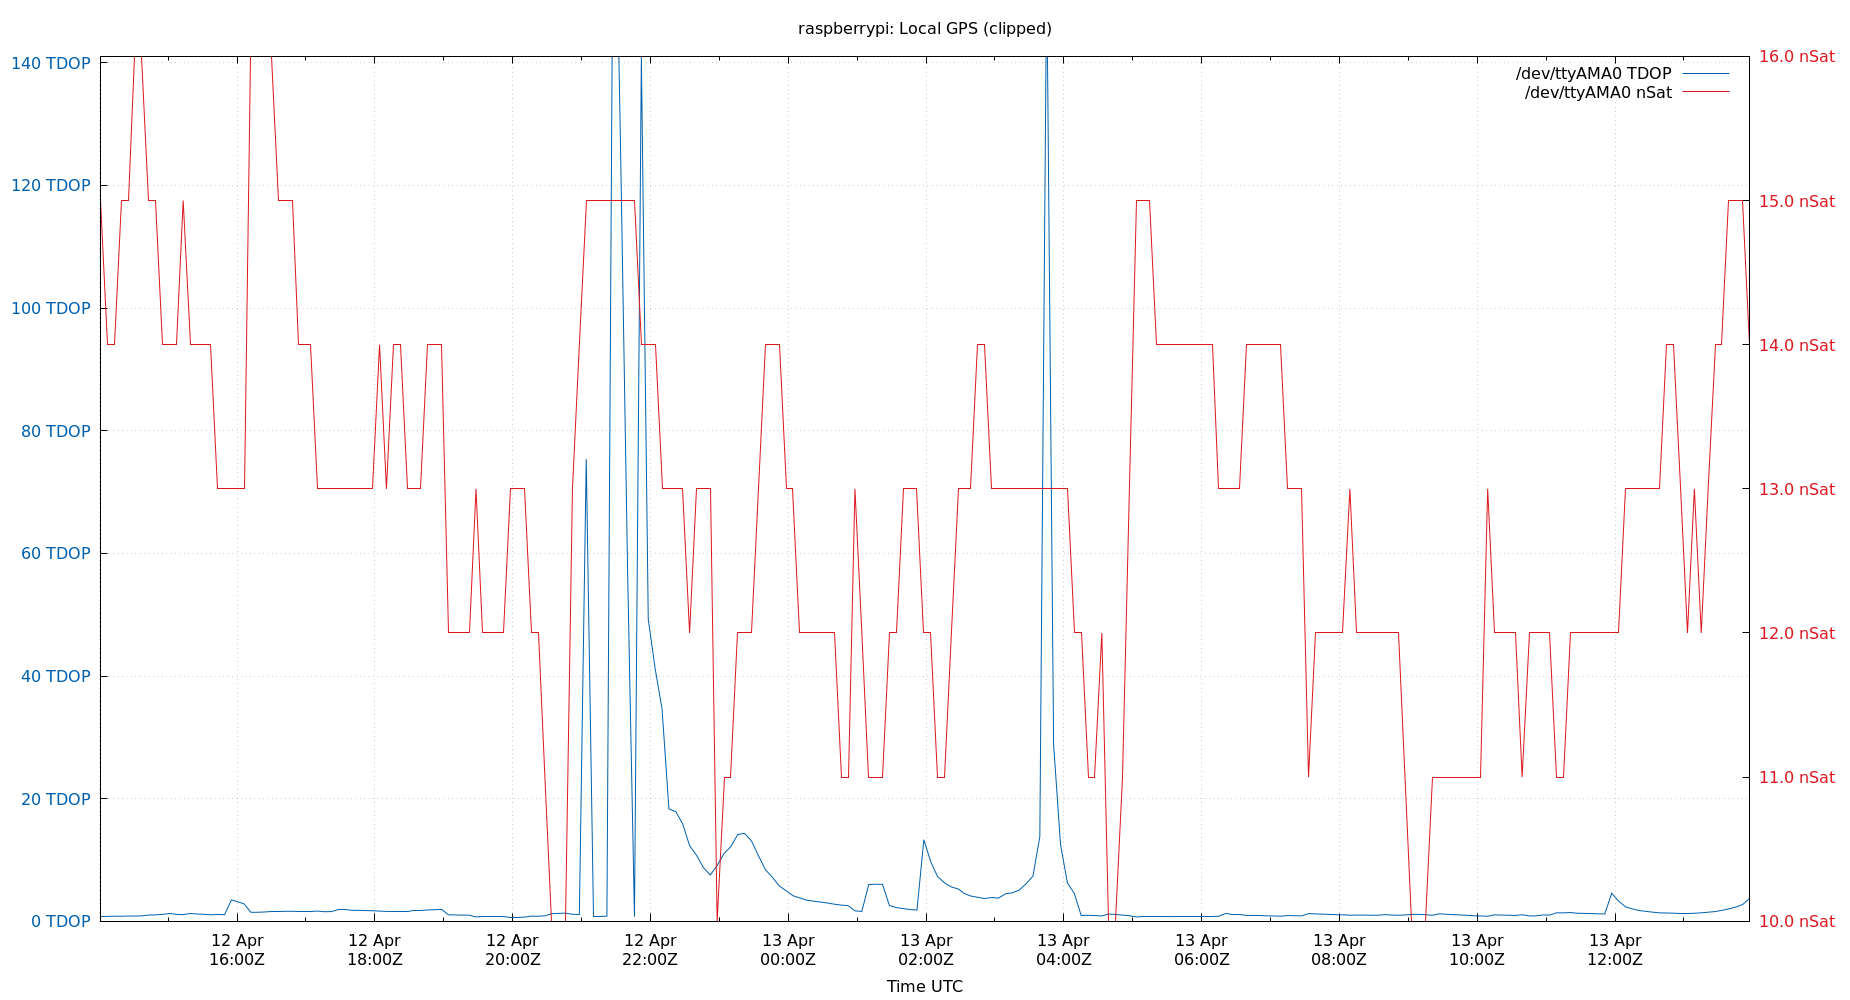 raspberrypi: Local GPS (clipped)
140 TDOP
120 TDOP
100 TDOP
80 TDOP
60 TDOP
40 TDOP
20 TDOP
0 TDOP
16.0 nSat
15.0 nSat
14.0 nSat
13.0 nSat
12.0 nSat
11.0 nSat
10.0 nSat
/dev/ttyAMA0 TDOP
/dev/ttyAMA0 nSat
12 Apr
16:00Z
12 Apr
18:00Z
12 Apr
20:00Z
12 Apr
22:00Z
13 Apr
00:00Z
13 Apr
02:00Z
13 Apr
04:00Z
13 Apr
06:00Z
13 Apr
08:00Z
13 Apr
10:00Z
13 Apr
12:00Z
Time UTC